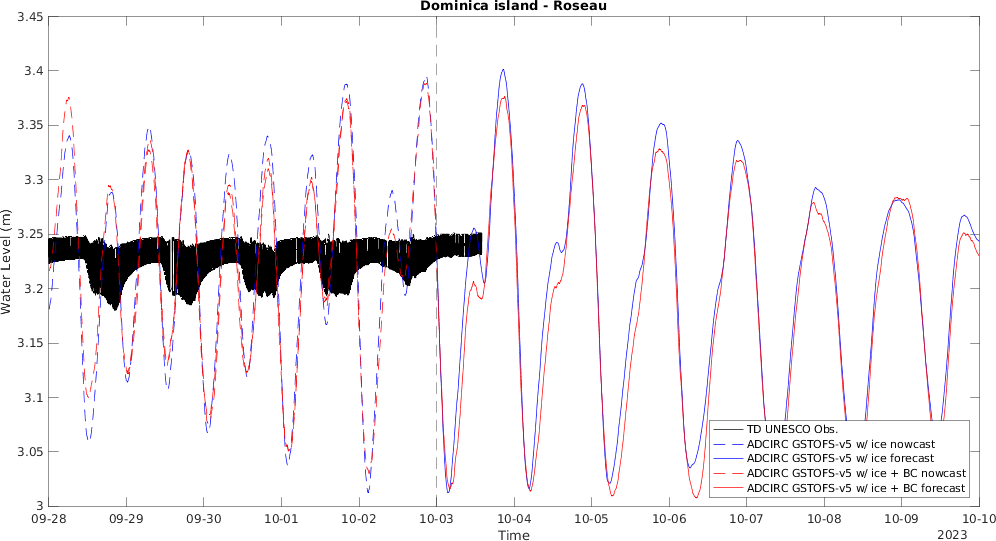 Dominica island - Roseau
3.45
3.4
3.35
3.3
3.25
3.2
3.15
3.1
3.05
3
Water Level (m)
TD UNESCO Obs.
ADCIRC GSTOFS-v5 w/ ice nowcast
ADCIRC GSTOFS-v5 w/ ice forecast
ADCIRC GSTOFS-v5 w/ ice + BC nowcast
ADCIRC GSTOFS-v5 w/ ice + BC forecast
09-28 09-29 09-30 10-01 10-02 10-03 10-04 10-05 10-06 10-07 10-08 10-09 10-10
Time
2023